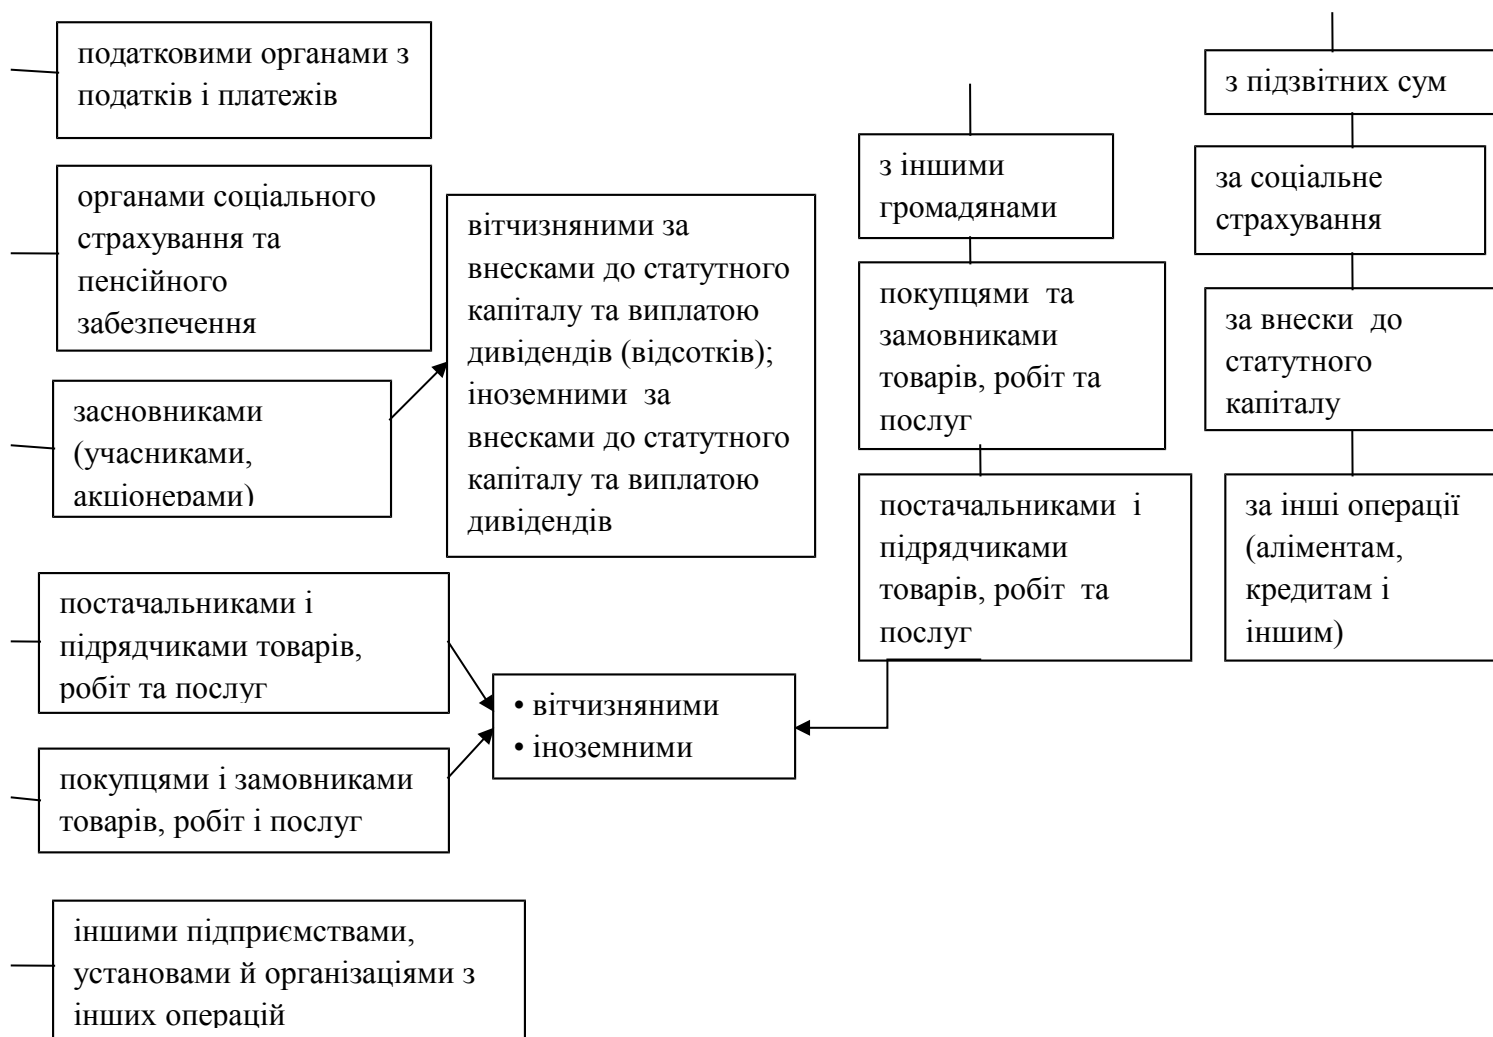 податковими органами з
податків і платежів
органами соціального
страхування та
пенсійного
забезпечення
засновниками
(учасниками,
акціонерами)
вітчизняними за
внесками до статутного
капіталу та виплатою
дивідендів (відсотків);
іноземними за
внесками до статутного
капіталу та виплатою
дивідендів
постачальниками і
підрядчиками товарів,
робіт та послуг
покупцями і замовниками
товарів, робіт і послуг
• вітчизняними
• іноземними
іншими підприємствами,
установами й організаціями з
інших операцій
з іншими
громадянами
покупцями та
замовниками
товарів, робіт та
послуг
постачальниками і
підрядчиками
товарів, робіт та
послуг
з підзвітних сум
за соціальне
страхування
за внески до
статутного
капіталу
за інші операції
(аліментам,
кредитам і
іншим)